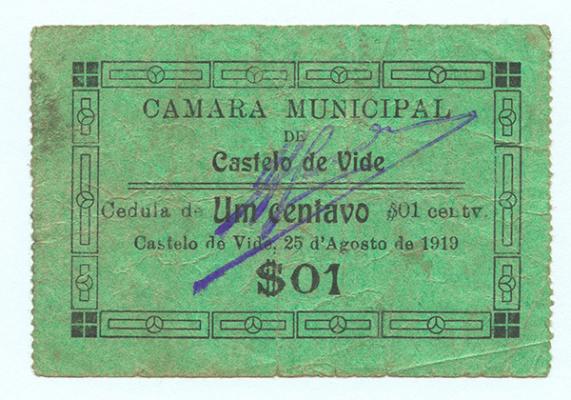 CAMARA MUNICIPAL
DE
Castelo de Vide
Cedula de Um centavo $01 centv.
Castelo de Vide, 25 d'Agosto de 1919
$01